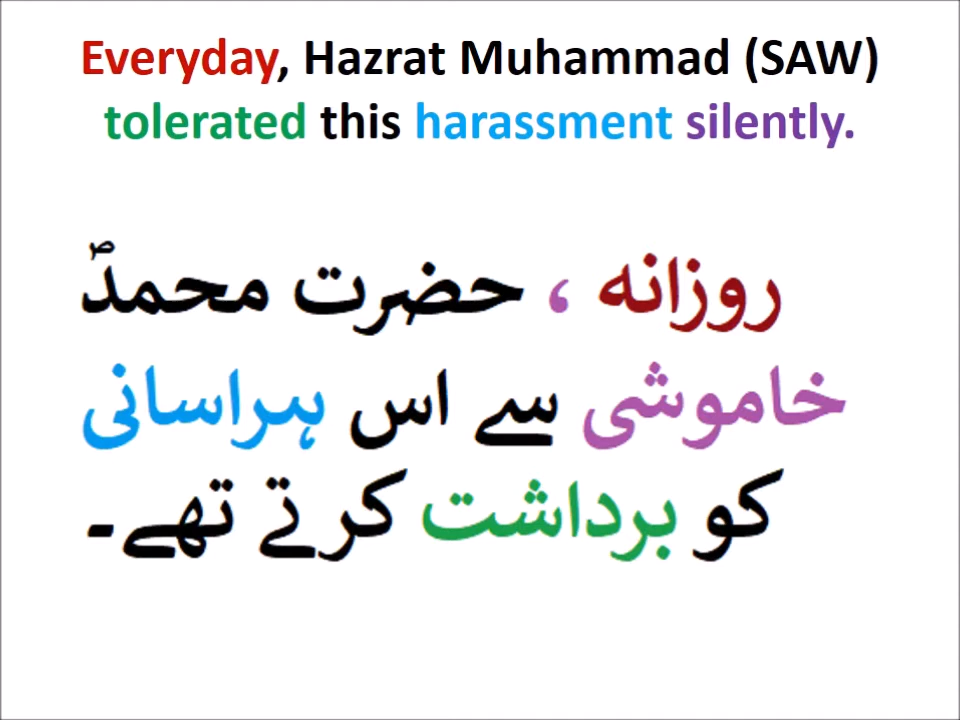 Everyday, Hazrat Muhammad (SAW)
tolerated this harassment silently.
روزانہ ، حضرت محمدؐ
خاموشی سے اس ہراسانی
کو برداشت کرتے تھے۔